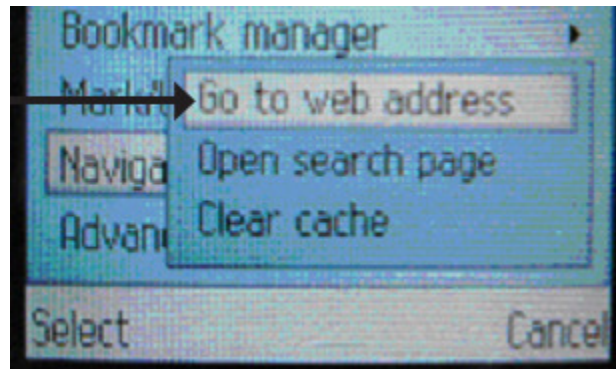 Bookmark manager
Go to web address
Open search page
Clear cache
Select Cancel